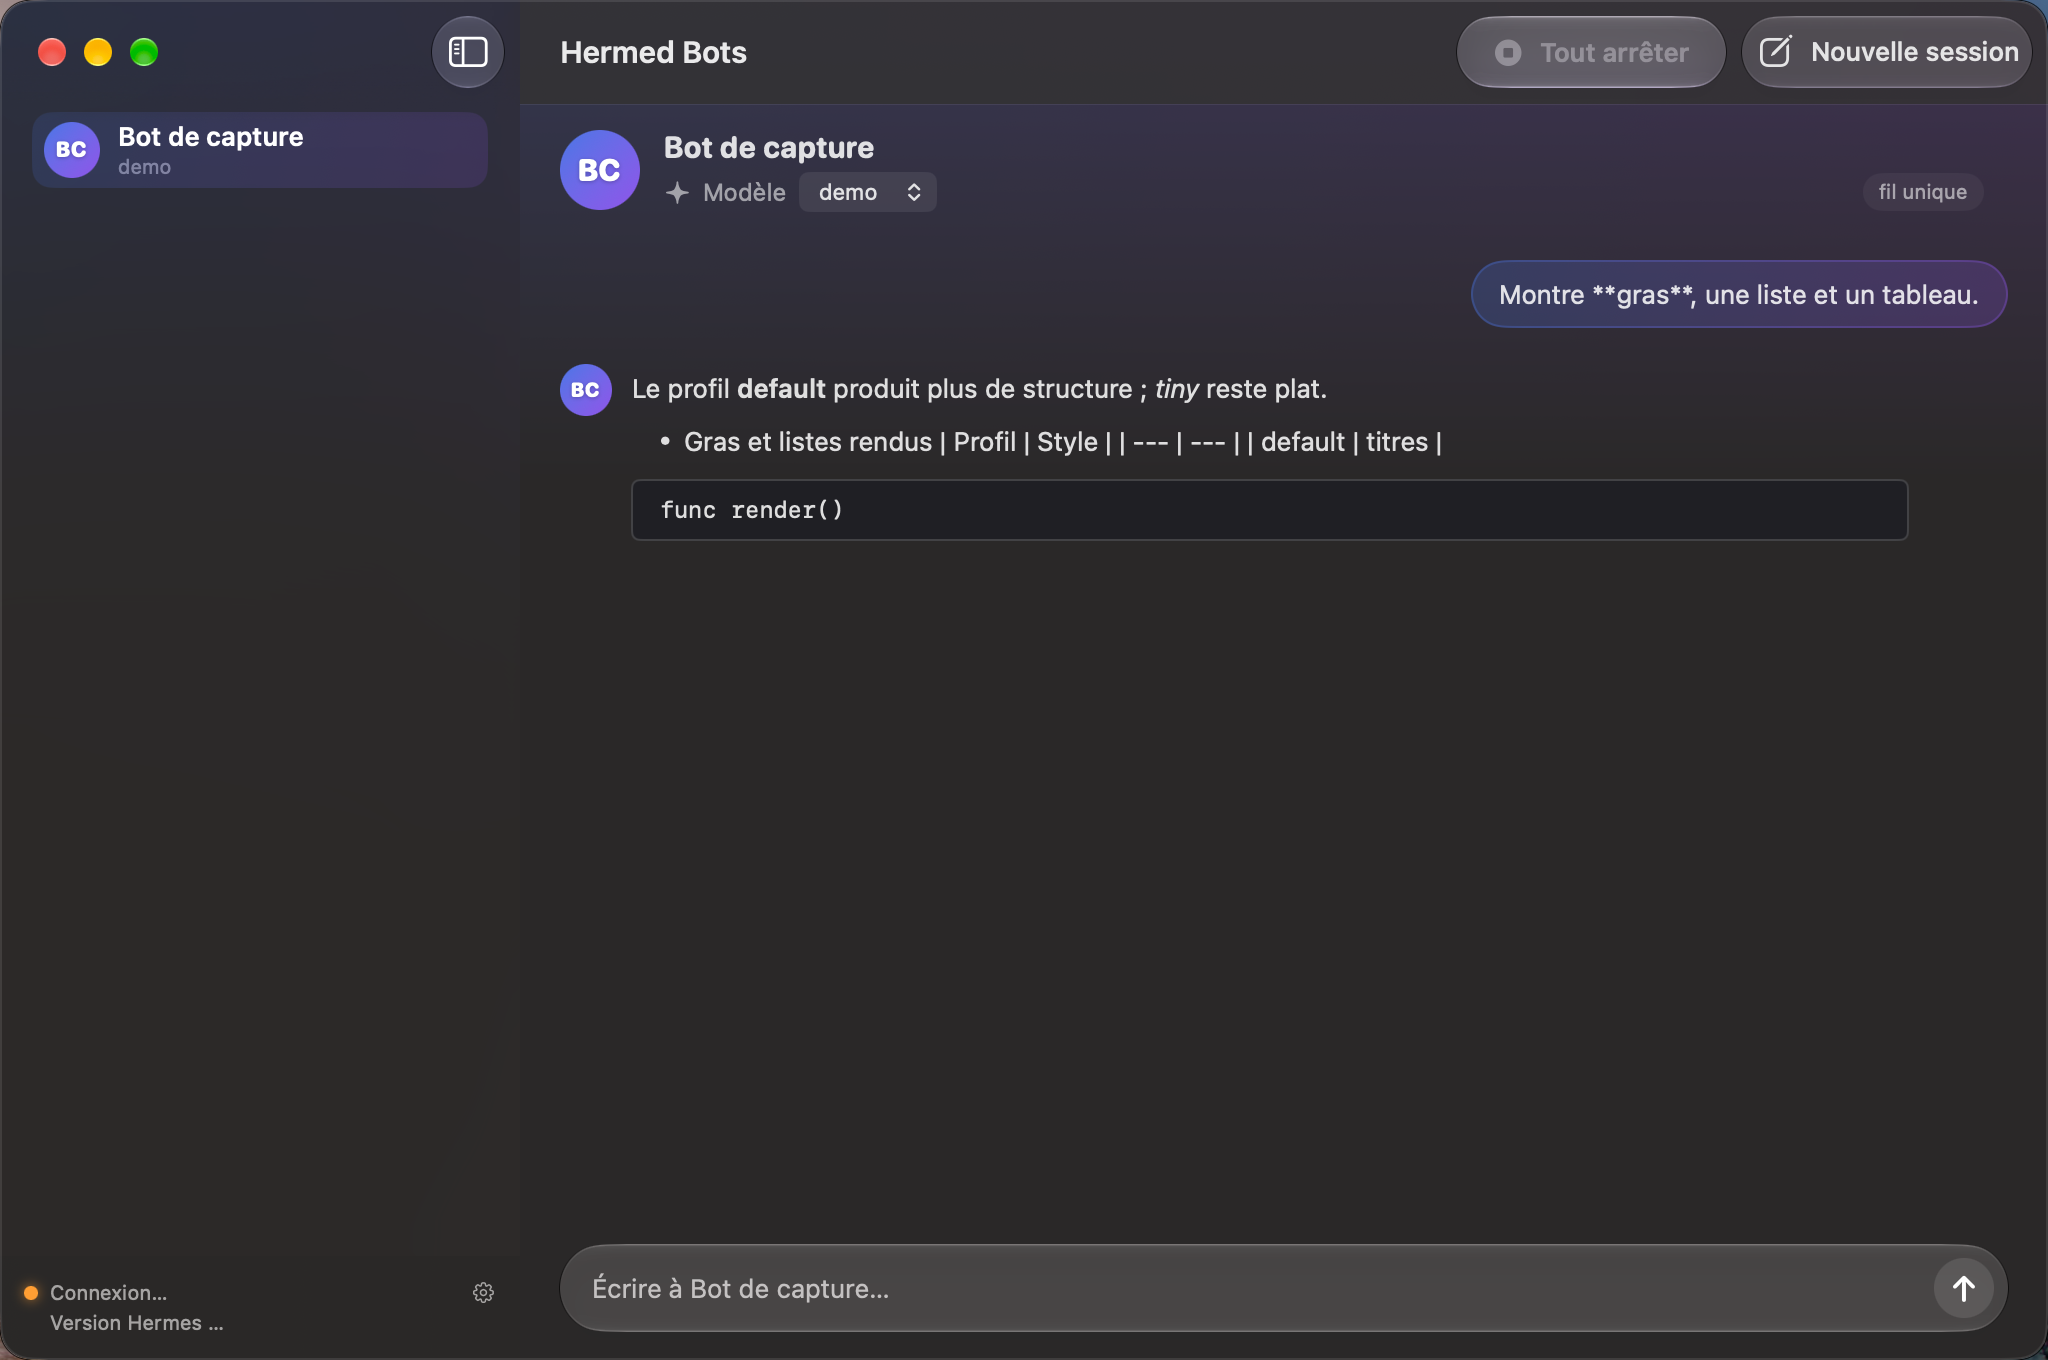 Hermed Bots
Tout arrêter
Nouvelle session
BC
Bot de capture
demo
BC
Bot de capture
Modèle
demo
fil unique
Montre **gras**, une liste et un tableau.
BC
Le profil default produit plus de structure ; tiny reste plat.
• Gras et listes rendus | Profil | Style | | --- | --- | | default | titres |
func render()
Connexion...
Version Hermes ...
Écrire à Bot de capture...